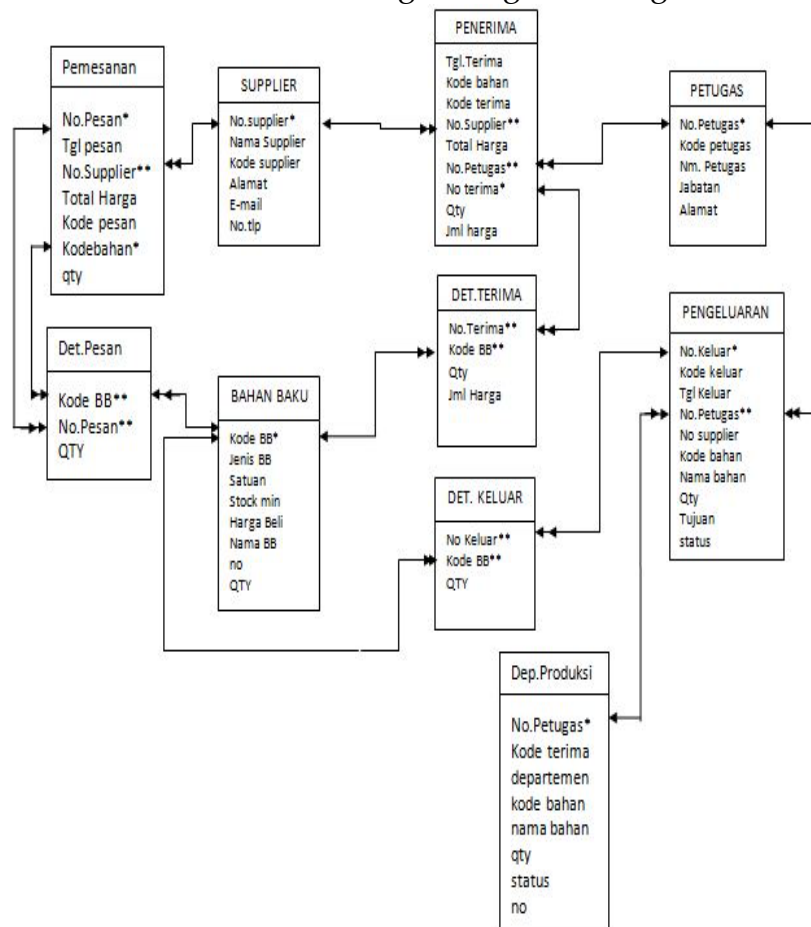 Pemesanan
No.Pesan*
Tgl pesan
No.Supplier**
Total Harga
Kode pesan
Kodebahan*
qty
SUPPLIER
No.supplier*
Nama Supplier
Kode supplier
Alamat
E-mail
No.tlp
PENERIMA
Tgl.Terima
Kode bahan
Kode terima
No.Supplier**
Total Harga
No.Petugas**
No terima*
Qty
Jml harga
PETUGAS
No.Petugas*
Kode petugas
Nm. Petugas
Jabatan
Alamat
Det.Pesan
Kode BB**
No.Pesan**
QTY
BAHAN BAKU
Kode BB*
Jenis BB
Satuan
Stock min
Harga Beli
Nama BB
no
QTY
DET.TERIMA
No.Terima**
Kode BB**
Qty
Jml Harga
PENGELUARAN
No.Keluar*
Kode keluar
Tgl Keluar
No.Petugas**
No supplier
Kode bahan
Nama bahan
Qty
Tujuan
status
DET. KELUAR
No Keluar**
Kode BB**
QTY
Dep.Produksi
No.Petugas*
Kode terima
departemen
kode bahan
nama bahan
qty
status
no